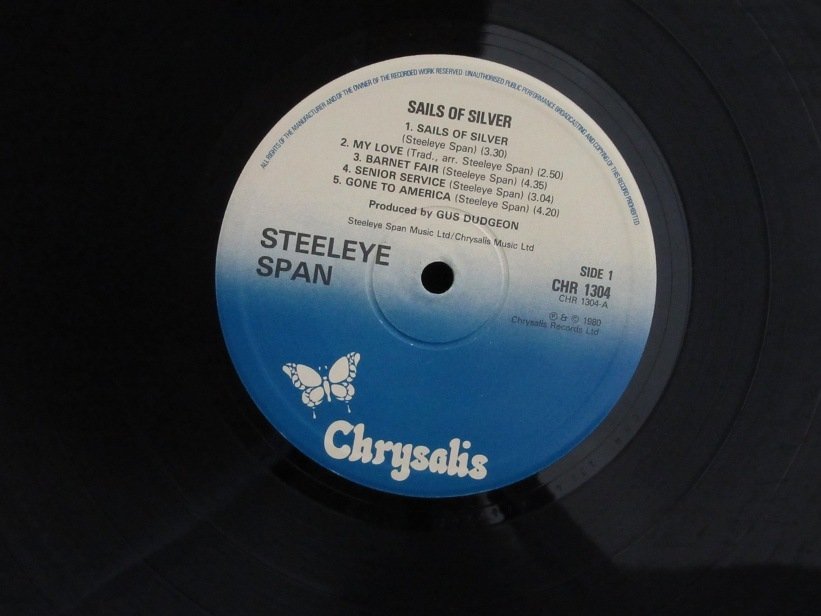 ALL RIGHTS OF THE MANUFACTURER AND OF THE OWNER OF THE RECORDED WORK RESERVED UNAUTHORISED PUBLIC PERFORMANCE BROADCASTING AND COPYING OF THIS RECORD PROHIBITED
SAILS OF SILVER
1. SAILS OF SILVER
(Steeleye Span) (3.30)
2. MY LOVE (Trad., arr. Steeleye Span) (2.50)
3. BARNET FAIR (Steeleye Span) (4.35)
4. SENIOR SERVICE (Steeleye Span) (3.04)
5. GONE TO AMERICA (Steeleye Span) (4.20)
Produced by GUS DUDGEON
Steeleye Span Music Ltd/Chrysalis Music Ltd
STEELEYE
SPAN
SIDE 1
CHR 1304
CHR 1304-A
℗ & © 1980
Chrysalis Records Ltd
Chrysalis